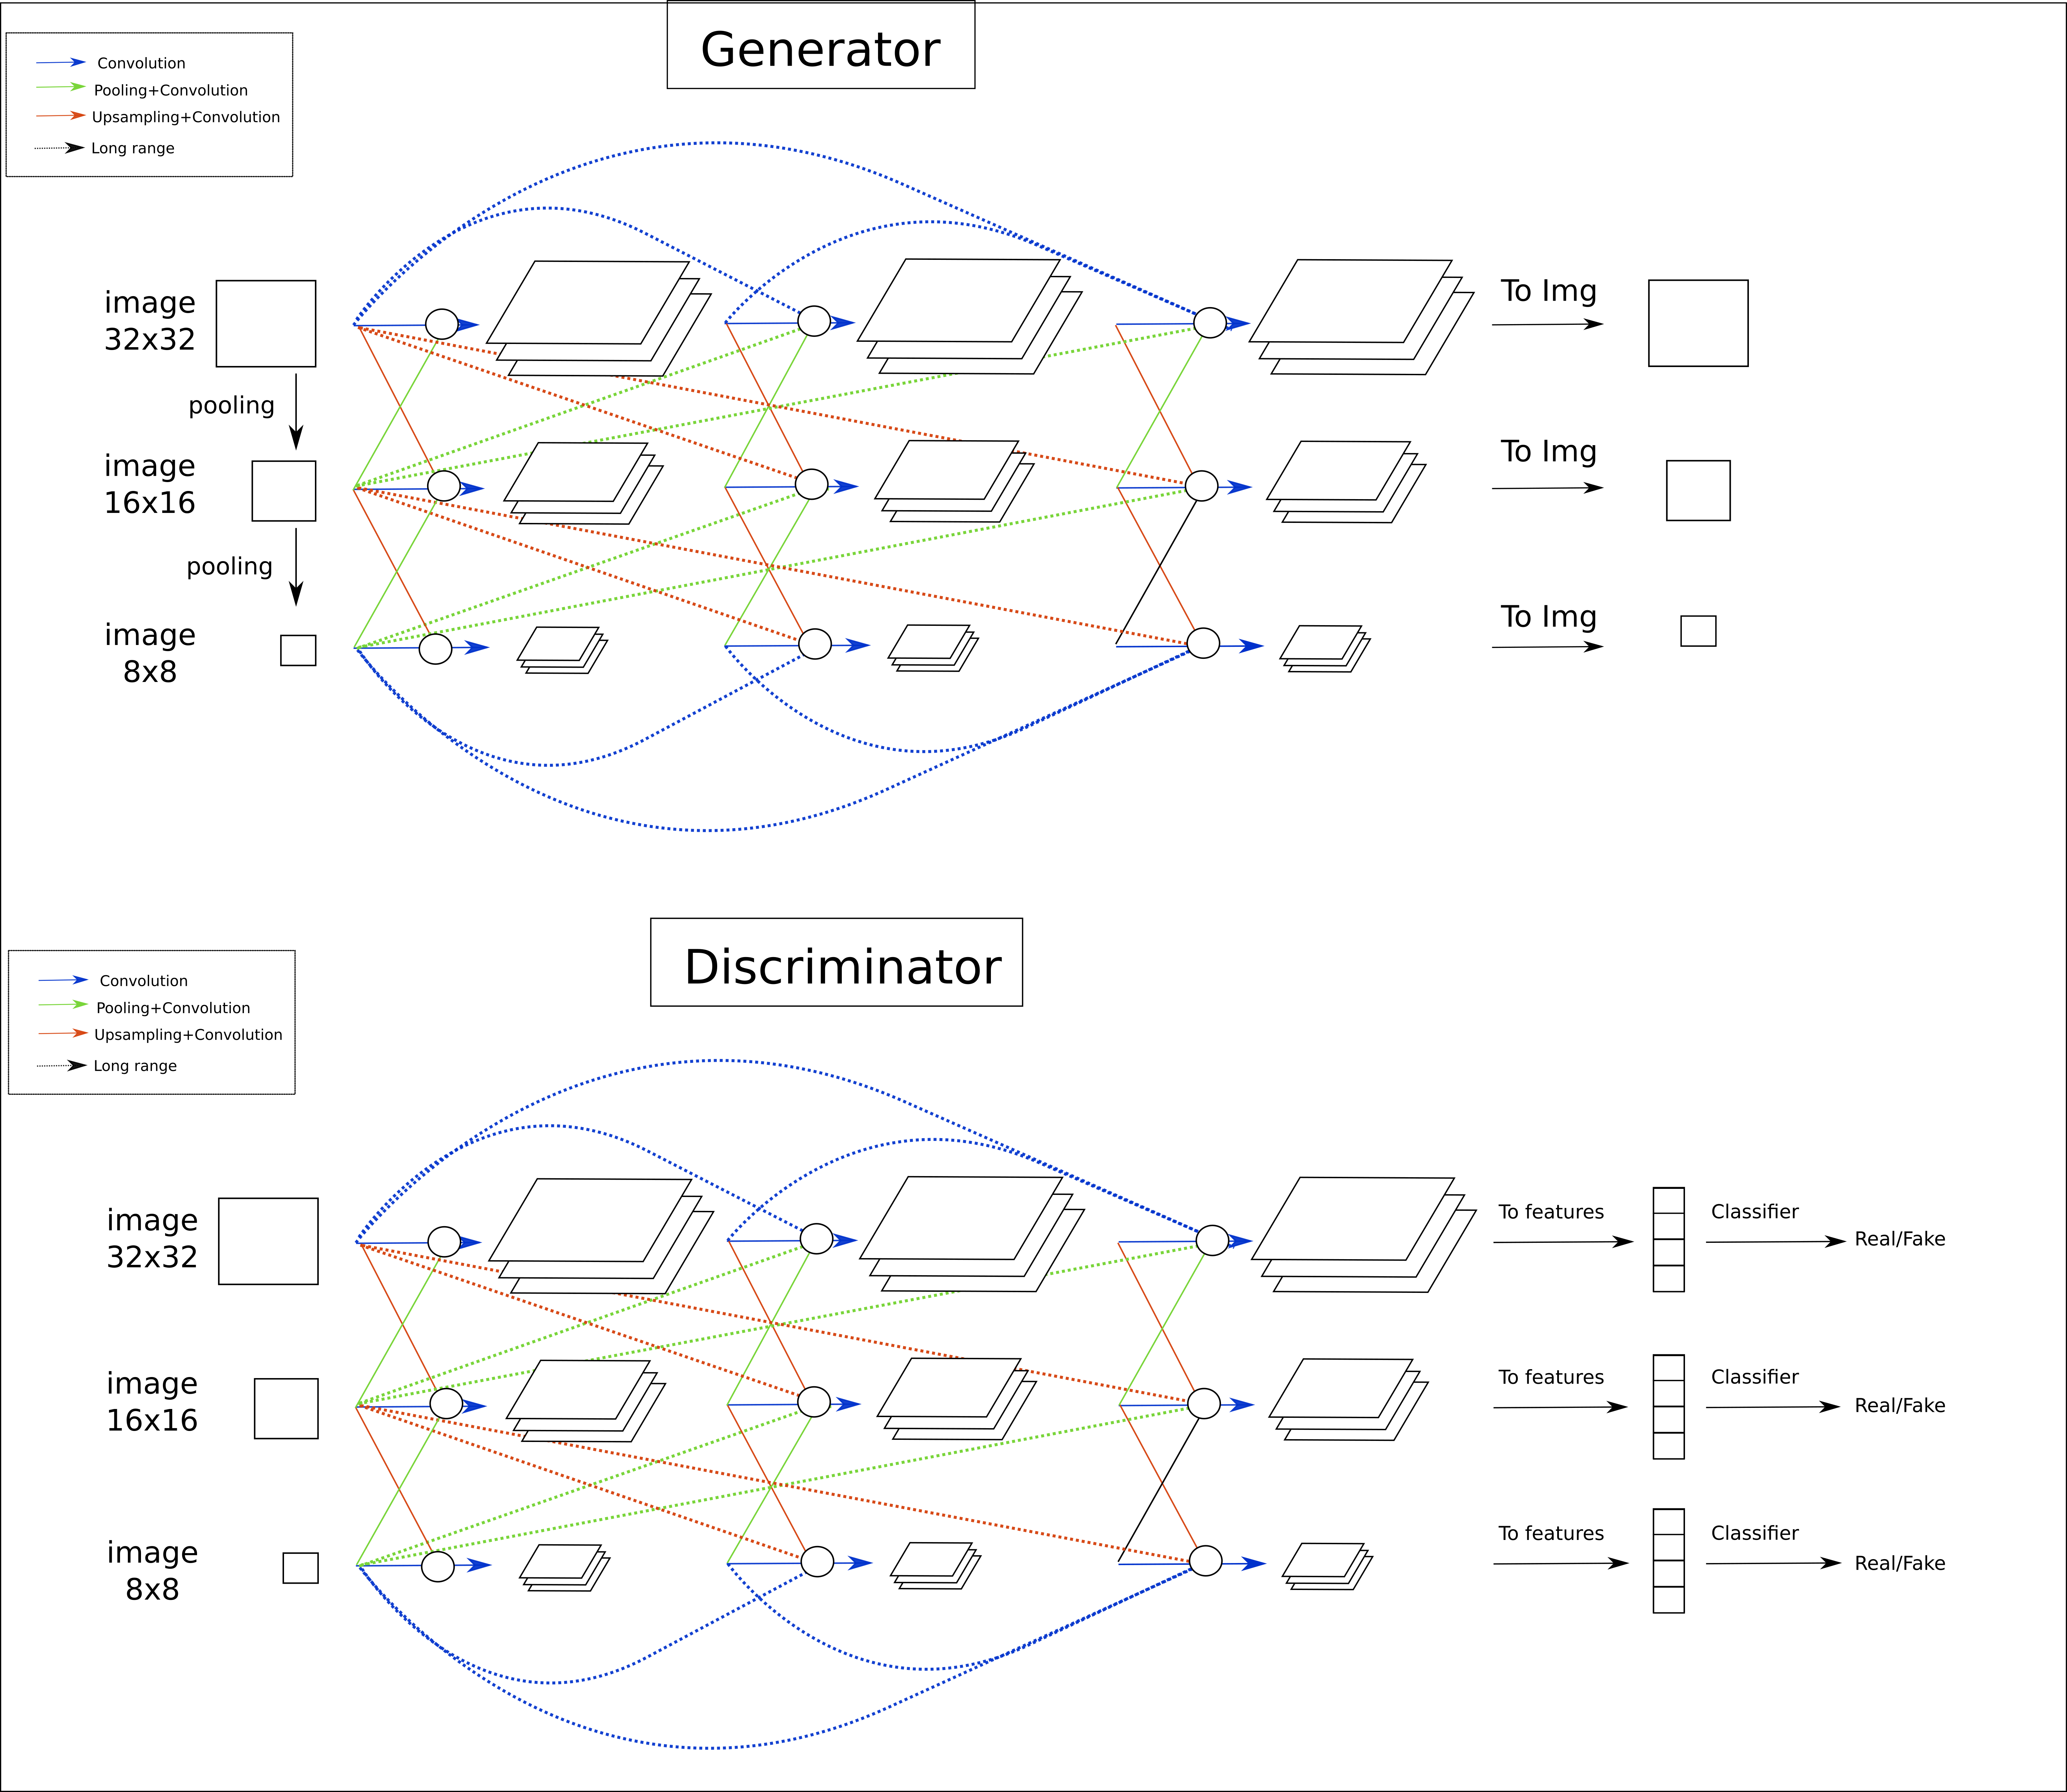 Generator
Convolution
Pooling+Convolution
Upsampling+Convolution
Long range
image
32x32
To Img
pooling
image
16x16
To Img
pooling
image
8x8
To Img
Discriminator
Convolution
Pooling+Convolution
Upsampling+Convolution
Long range
image
32x32
To features
Classifier
Real/Fake
image
16x16
To features
Classifier
Real/Fake
image
8x8
To features
Classifier
Real/Fake